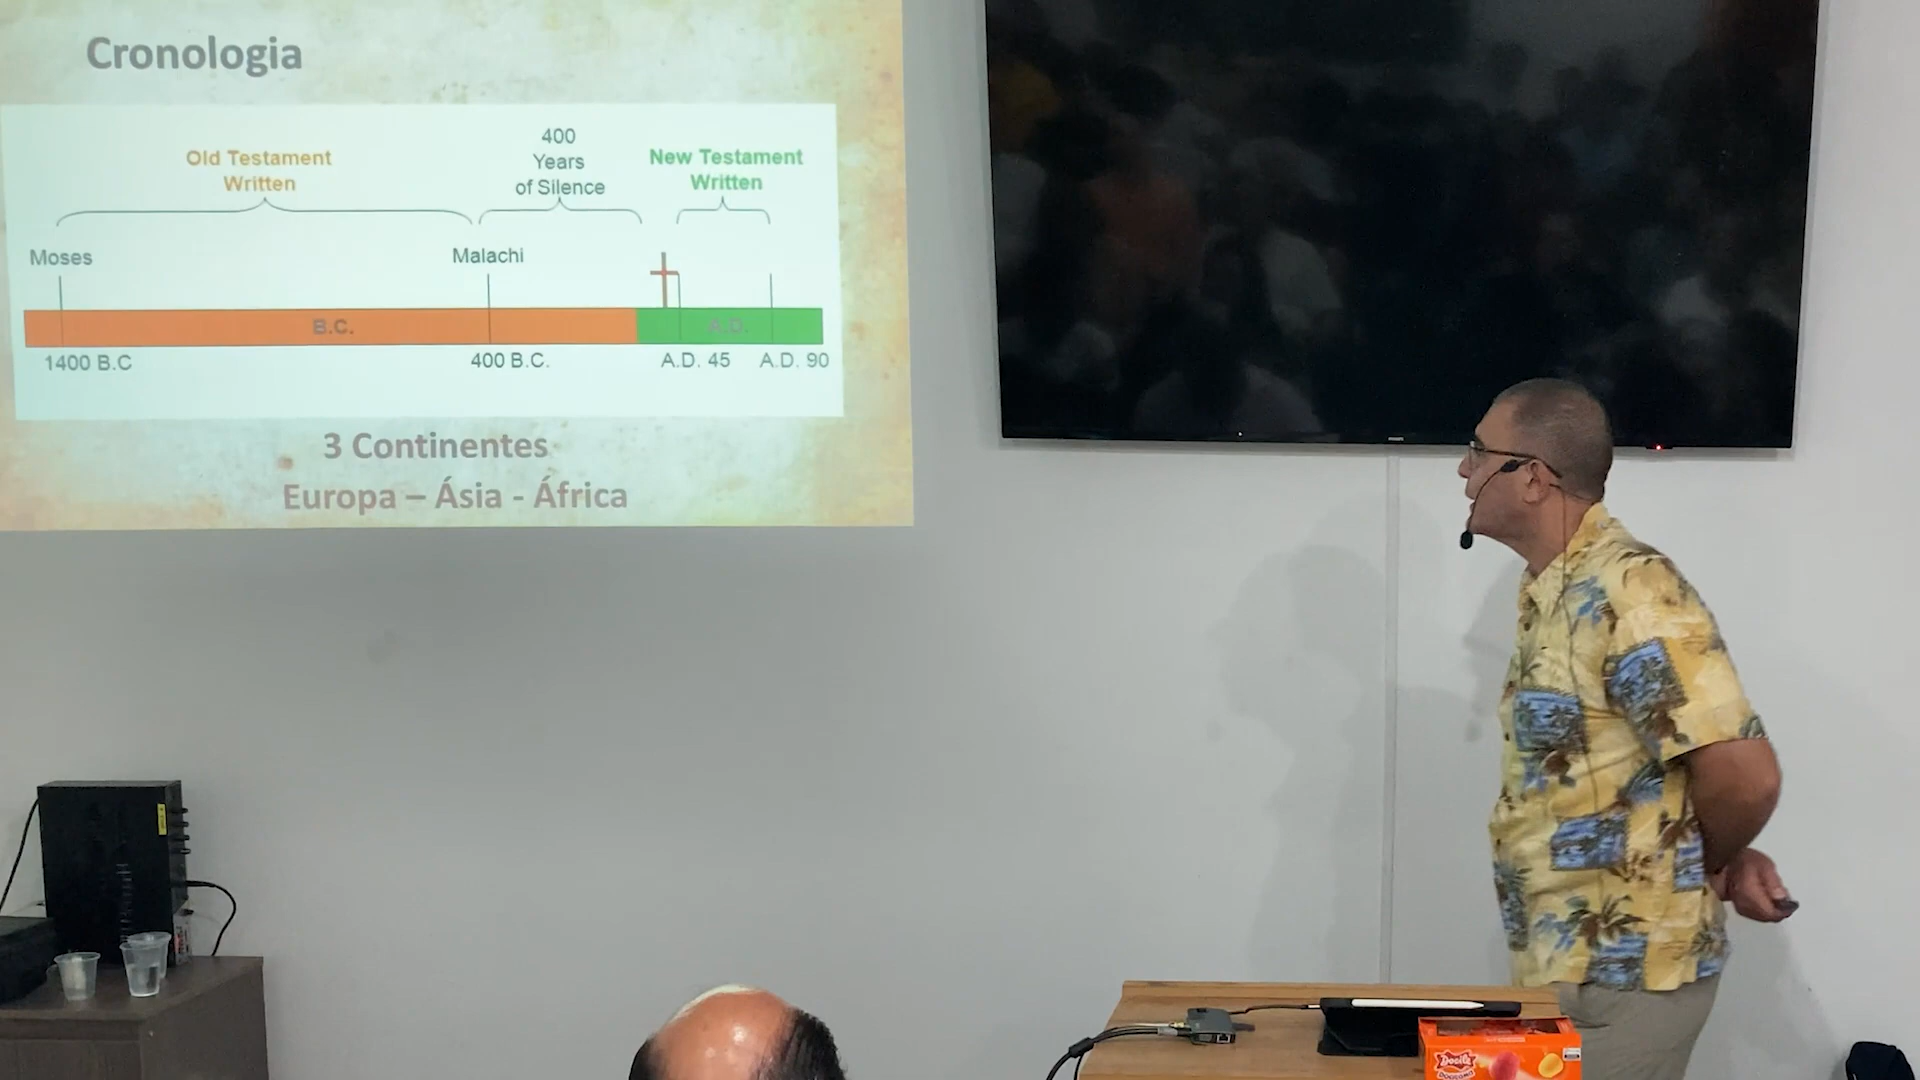 Cronologia
400
Years
of Silence
Old Testament
Written
New Testament
Written
Moses
Malachi
B.C.
A.D.
1400 B.C
400 B.C.
A.D. 45
A.D. 90
3 Continentes
Europa – Ásia - África
Docile